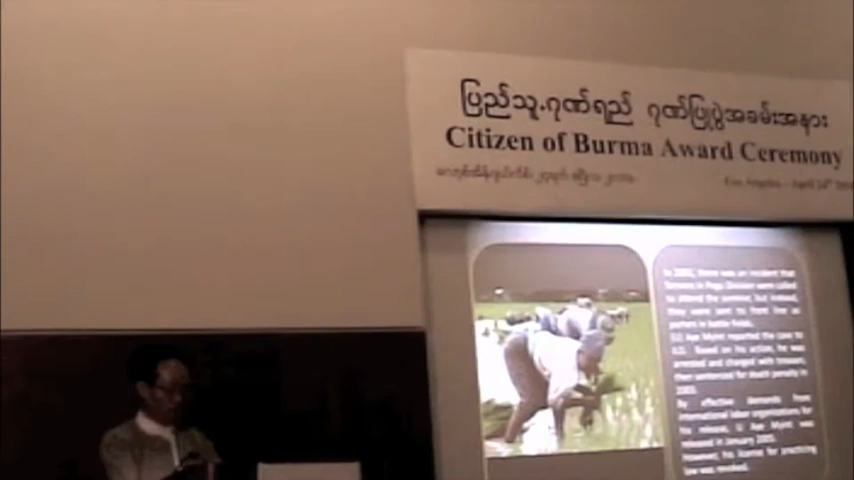 ပြည်သူ့ဂုဏ်ရည် ဂုဏ်ပြုပွဲအခမ်းအနား
Citizen of Burma Award Ceremony
Los Angeles - April 24th
In 2002, there was an incident that
farmers in Pegu Division were called
to attend the seminar, but instead,
they were sent to front line as
porters in battle fields.
(U) Aye Myint reported the case to
ILO. Based on his action, he was
arrested and charged with treason,
then sentenced for death penalty in
2003.
By effective demands from
international labor organizations for
his release, U Aye Myint was
released in January 2005.
However, his license for practicing
law was revoked.